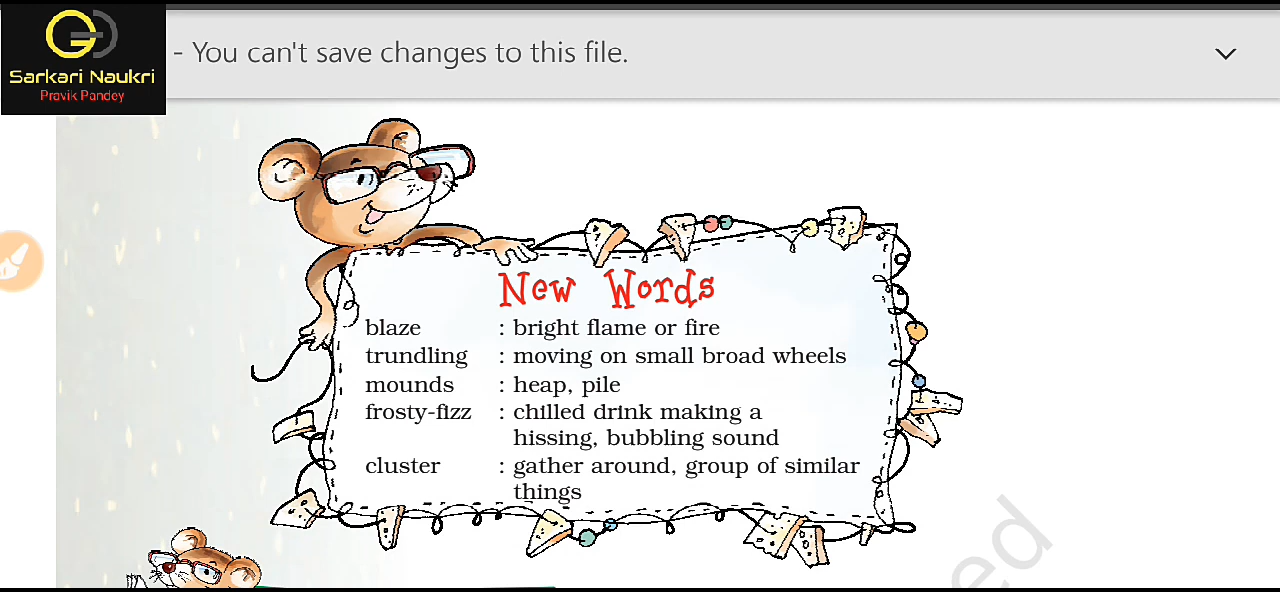 - You can't save changes to this file.
Sarkari Naukri
Pravik Pandey
New Words
blaze : bright flame or fire
trundling : moving on small broad wheels
mounds : heap, pile
frosty-fizz : chilled drink making a
hissing, bubbling sound
cluster : gather around, group of similar
things
ed